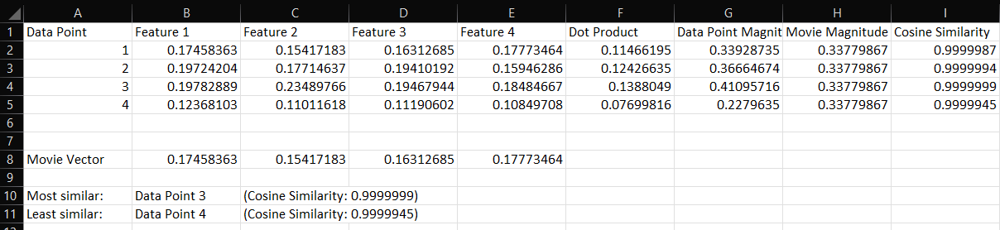 A B C D E F G H I
1 Data Point Feature 1 Feature 2 Feature 3 Feature 4 Dot Product Data Point Magnit Movie Magnitude Cosine Similarity
2 1 0.17458363 0.15417183 0.16312685 0.17773464 0.11466195 0.33928735 0.33779867 0.9999987
3 2 0.19724204 0.17714637 0.19410192 0.15946286 0.12426635 0.36664674 0.33779867 0.9999994
4 3 0.19782889 0.23489766 0.19467944 0.18484667 0.1388049 0.41095716 0.33779867 0.9999999
5 4 0.12368103 0.11011618 0.11190602 0.10849708 0.07699816 0.2279635 0.33779867 0.9999945
6
7
8 Movie Vector 0.17458363 0.15417183 0.16312685 0.17773464
9
10 Most similar: Data Point 3 (Cosine Similarity: 0.9999999)
11 Least similar: Data Point 4 (Cosine Similarity: 0.9999945)